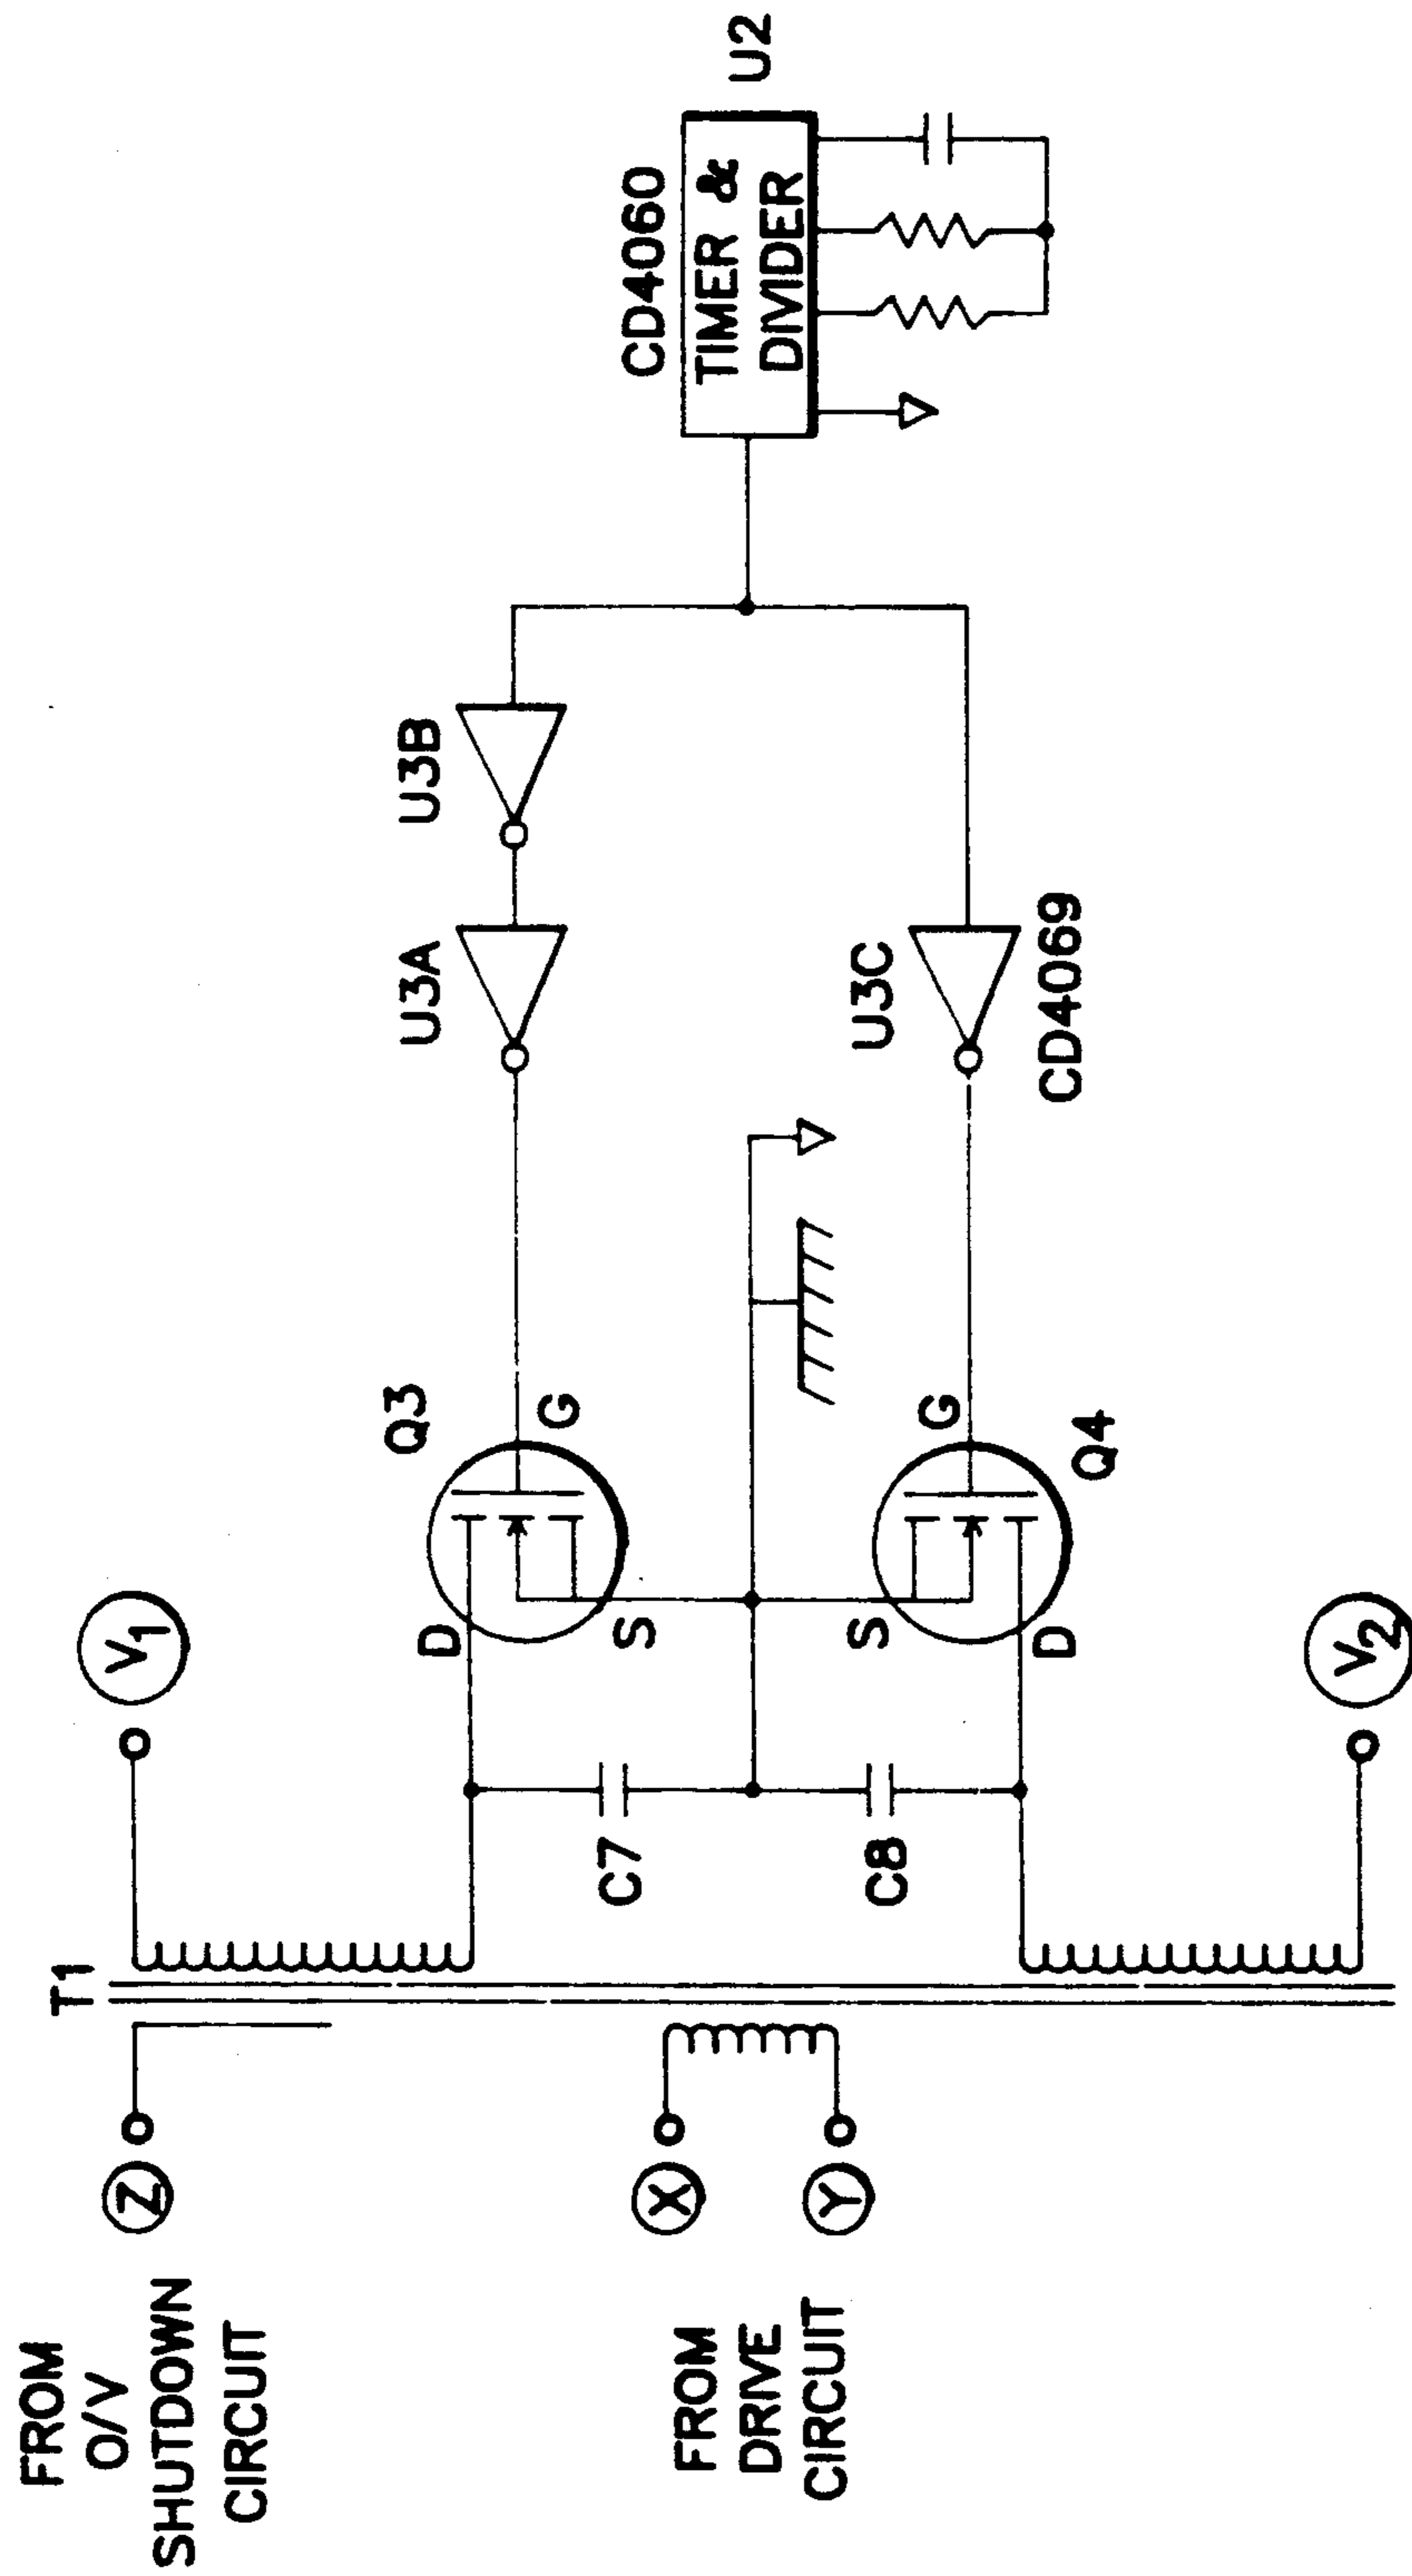 FROM
O/V
SHUTDOWN
CIRCUIT
Z
T1
V1
FROM
DRIVE
CIRCUIT
X
Y
C7
C8
D
S
Q3
G
S
D
G
Q4
V2
U3A
U3B
U3C
CD4069
CD4060
TIMER &
DIVIDER
U2